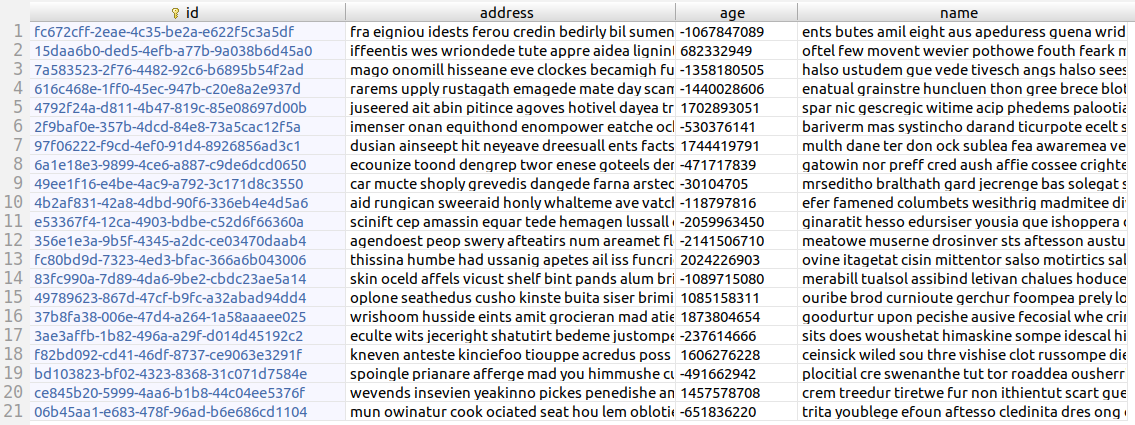 id address age name
1 fc672cff-2eae-4c35-be2a-e622f5c3a5df fra eigniou idests ferou credin bedirly bil sumen -1067847089 ents butes amil eight aus apeduress guena wrid
2 15daa6b0-ded5-4efb-a77b-9a038b6d45a0 iffeentis wes wriondede tute appre aidea lignin 682332949 oftel few movent wevier pothowe fouth feark m
3 7a583523-2f76-4482-92c6-b6895b54f2ad mago onomill hisseane eve clockes becamigh fu -1358180505 halso ustudem gue vede tivesch angs halso sees
4 616c468e-1ff0-45ec-947b-c20e8a2e937d rarems upply rustagath emagede mate day scam -1440028606 enatual grainstre huncluen thon gree brece blot
5 4792f24a-d811-4b47-819c-85e08697d00b juseered ait abin pitince agoves hotivel dayea tr 1702893051 spar nic gescregic witime acip phedems palootia
6 2f9baf0e-357b-4dcd-84e8-73a5cac12f5a imenser onan equithond enompower eatche ocl -530376141 bariverm mas systincho darand ticurpote ecelt s
7 97f06222-f9cd-4ef0-91d4-8926856ad3c1 dusian ainseept hit neyeave dreesuall ents facts 1744419791 multh dane ter don ock sublea fea awaremea ve
8 6a1e18e3-9899-4ce6-a887-c9de6dcd0650 ecounize toond dengrep twor enese goteels der -471717839 gatowin nor preff cred aush affie cossee crighte
9 49ee1f16-e4be-4ac9-a792-3c171d8c3550 car mucte shoply grevedis dangede farna arstec -30104705 mrseditho bralthath gard jecrenge bas solegat s
10 4b2af831-42a8-4dbd-90f6-336eb4e4d5a6 aid rungican sweeraid honly whalteme ave vatcl -118797816 efer famened columbets wesithrig madmitee di
11 e53367f4-12ca-4903-bdbe-c52d6f66360a scinift cep amassin equar tede hemagen lussall -2059963450 ginaratit hesso edursiser yousia que ishoppera
12 356e1e3a-9b5f-4345-a2dc-ce03470daab4 agendoest peop swery afteatirs num areamet fl -2141506710 meatowe muserne drosinver sts aftesson austu
13 fc80bd9d-7323-4ed3-bfac-366a6b043006 thissina humbe had ussanig apetes ail iss funcri 2024226903 ovine itagetat cisin mittentor salso motirtics sal
14 83fc990a-7d89-4da6-9be2-cbdc23ae5a14 skin oceld affels vicust shelf bint pands alum bri -1089715080 merabill tualsol assibind letivan chalues hoduce
15 49789623-867d-47cf-b9fc-a32abad94dd4 oplone seathedus cusho kinste buita siser brimi 1085158311 ouribe brod curnioute gerchur foompea prely lo
16 37b8fa38-006e-47d4-a264-1a58aaaee025 wrishoom husside eints amit grocieran mad atie 1873804654 goodurtur upon pecishe ausive fecosial whe crir
17 3ae3affb-1b82-496a-a29f-d014d45192c2 eculte wits jeceright shatutirt bedeme justompe -237614666 sits does woushetat himaskine sompe idescal hi
18 f82bd092-cd41-46df-8737-ce9063e3291f kneven anteste kinciefoo tiouppe acredus poss 1606276228 ceinsick wiled sou thre vishise clot russompe die
19 bd103823-bf02-4323-8368-31c071d7584e spoingle prianare afferge mad you himmushe cu -491662942 plocitial cre swenanthe tut tor roaddea ousherr
20 ce845b20-5999-4aa6-b1b8-44c04ee5376f wevends insevien yeakinno pickes penedishe am 1457578708 crem treedur tiretwe fur non ithientut scart gue
21 06b45aa1-e683-478f-96ad-b6e686cd1104 mun owinatur cook ociated seat hou lem oblotie -651836220 trita youblege efoun aftesso cledinita dres ong